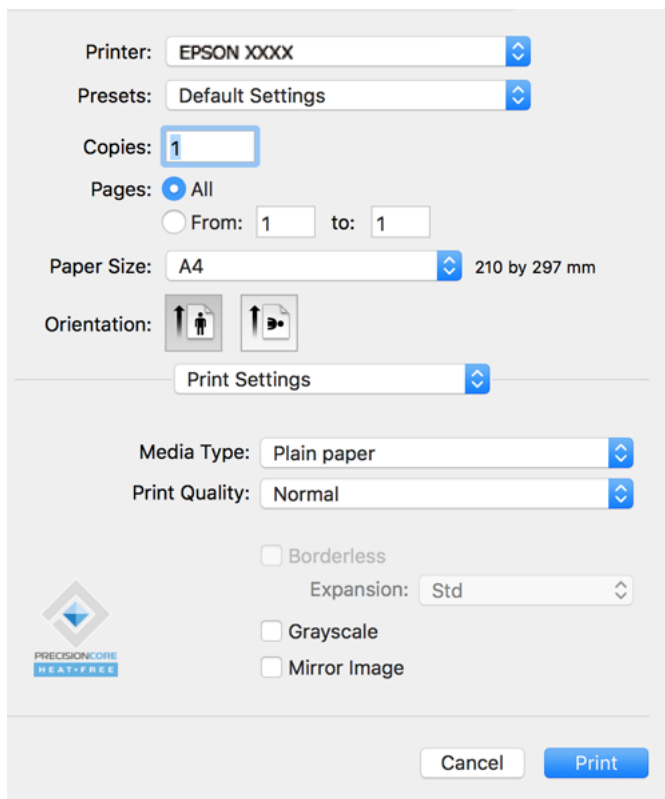 Printer: EPSON XXXX
Presets: Default Settings
Copies: 1
Pages: All
From: 1 to: 1
Paper Size: A4 210 by 297 mm
Orientation:
Print Settings
Media Type: Plain paper
Print Quality: Normal
Borderless
Expansion: Std
Grayscale
Mirror Image
PRECISIONCORE
HEAT•FREE
Cancel Print